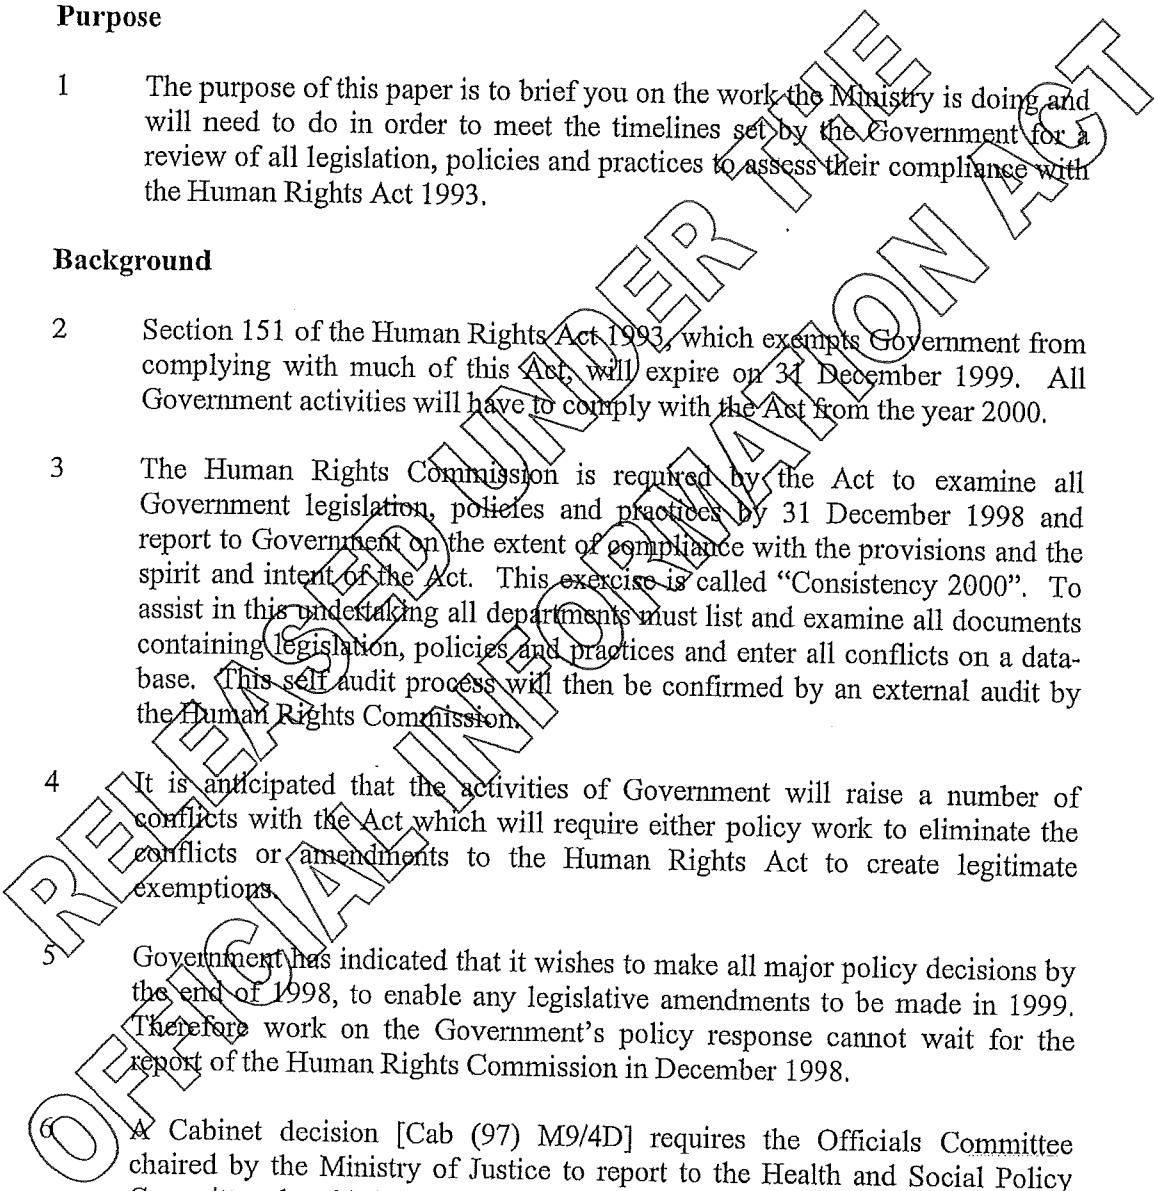 Purpose
1 The purpose of this paper is to brief you on the work the Ministry is doing and
will need to do in order to meet the timelines set by the Government for a
review of all legislation, policies and practices to assess their compliance with
the Human Rights Act 1993.
Background
2 Section 151 of the Human Rights Act 1993, which exempts Government from
complying with much of this Act, will expire on 31 December 1999. All
Government activities will have to comply with the Act from the year 2000.
3 The Human Rights Commission is required by the Act to examine all
Government legislation, policies and practices by 31 December 1998 and
report to Government on the extent of compliance with the provisions and the
spirit and intent of the Act. This exercise is called “Consistency 2000”. To
assist in this undertaking all departments must list and examine all documents
containing legislation, policies and practices and enter all conflicts on a data-
base. This self audit process will then be confirmed by an external audit by
the Human Rights Commission.
4 It is anticipated that the activities of Government will raise a number of
conflicts with the Act which will require either policy work to eliminate the
conflicts or amendments to the Human Rights Act to create legitimate
exemptions.
5 Government has indicated that it wishes to make all major policy decisions by
the end of 1998, to enable any legislative amendments to be made in 1999.
Therefore work on the Government’s policy response cannot wait for the
report of the Human Rights Commission in December 1998.
6 A Cabinet decision [Cab (97) M9/4D] requires the Officials Committee
chaired by the Ministry of Justice to report to the Health and Social Policy
RELEASED UNDER THE
OFFICIAL INFORMATION ACT